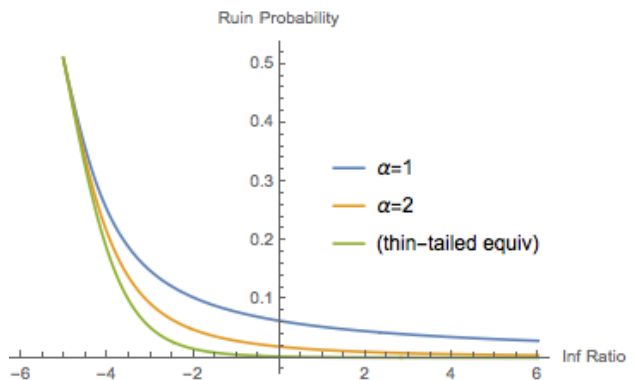 Ruin Probability
0.5
0.4
0.3
α=1
0.2
α=2
(thin-tailed equiv)
0.1
Inf Ratio
-6 -4 -2 2 4 6